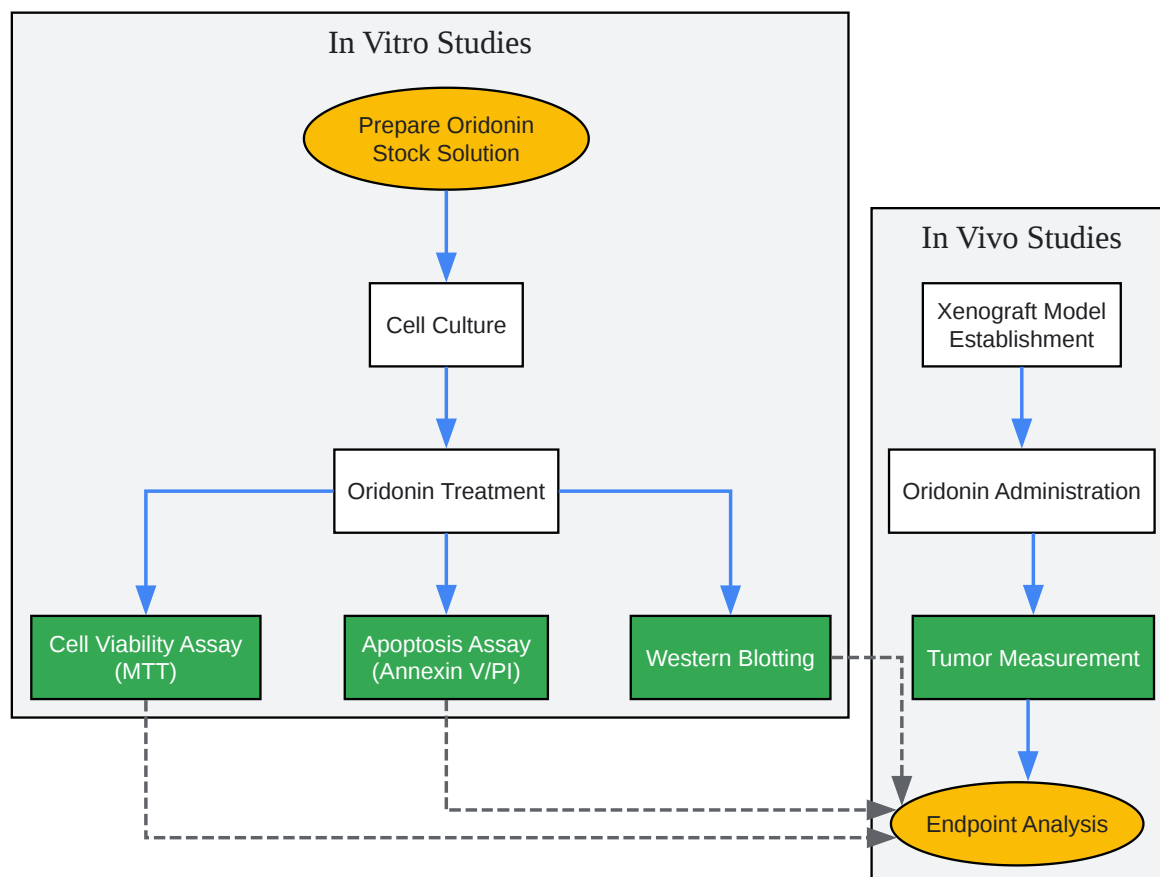 In Vitro Studies
Prepare Oridonin
Stock Solution
Cell Culture
Oridonin Treatment
Cell Viability Assay
(MTT)
Apoptosis Assay
(Annexin V/PI)
Western Blotting
In Vivo Studies
Xenograft Model
Establishment
Oridonin Administration
Tumor Measurement
Endpoint Analysis